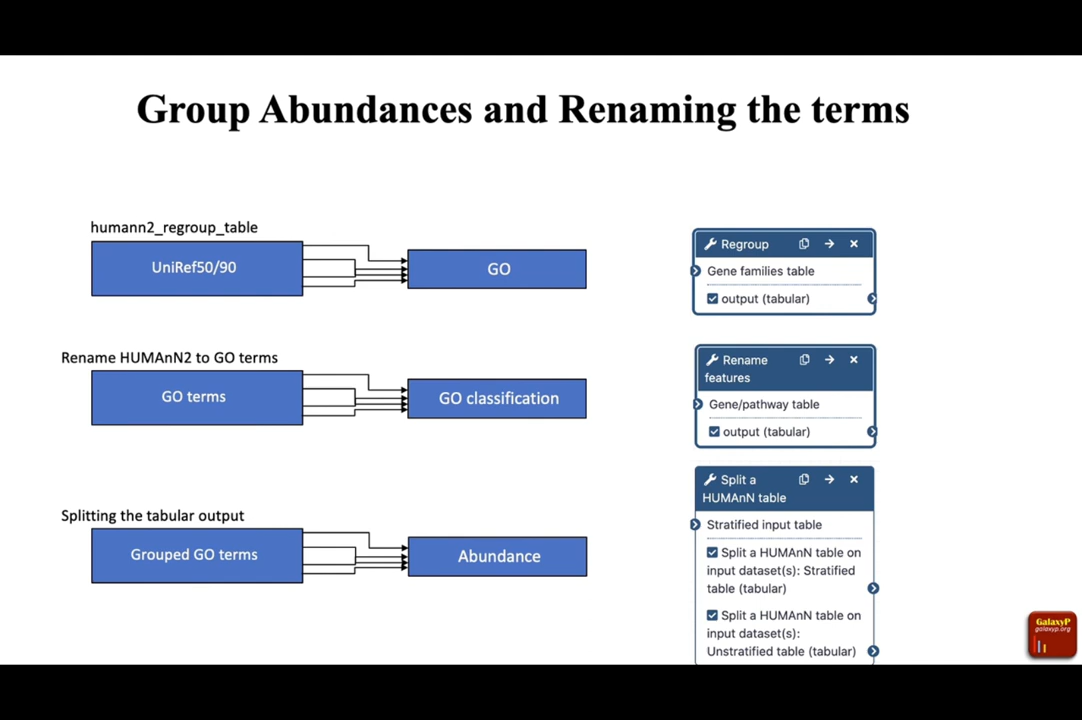 Group Abundances and Renaming the terms
humann2_regroup_table
UniRef50/90
GO
Regroup
Gene families table
output (tabular)
Rename HUMAnN2 to GO terms
GO terms
GO classification
Rename
features
Gene/pathway table
output (tabular)
Splitting the tabular output
Grouped GO terms
Abundance
Split a
HUMAnN table
Stratified input table
Split a HUMAnN table on
input dataset(s): Stratified
table (tabular)
Split a HUMAnN table on
input dataset(s):
Unstratified table (tabular)
GalaxyP
galaxyp.org